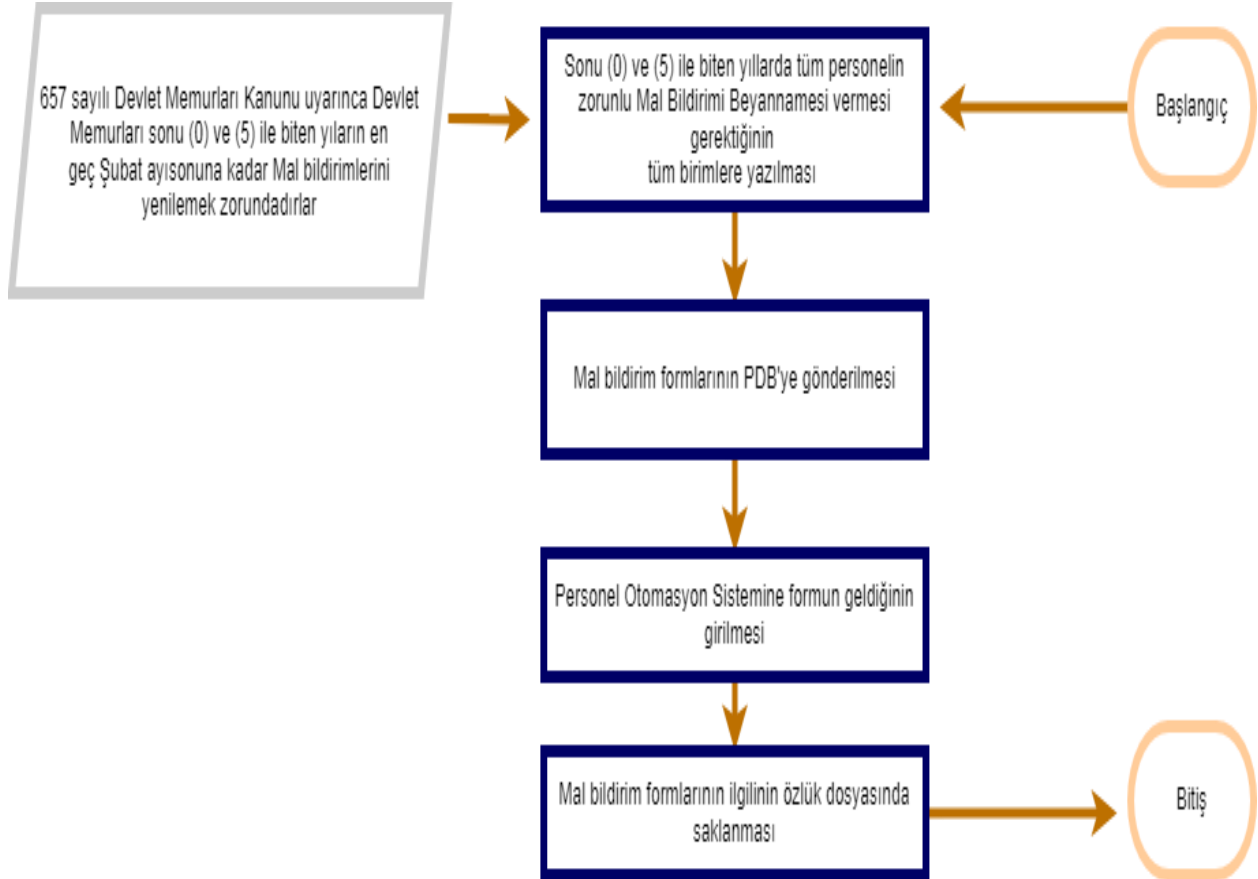 657 sayılı Devlet Memurları Kanunu uyarınca Devlet
Memurları sonu (0) ve (5) ile biten yıların en
geç Şubat ayısonuna kadar Mal bildirimlerini
yenilemek zorundadırlar
Sonu (0) ve (5) ile biten yıllarda tüm personelin
zorunlu Mal Bildirimi Beyannamesi vermesi
gerektiğinin
tüm birimlere yazılması
Başlangıç
Mal bildirim formlarının PDB'ye gönderilmesi
Personel Otomasyon Sistemine formun geldiğinin
girilmesi
Mal bildirim formlarının ilgilinin özlük dosyasında
saklanması
Bitiş